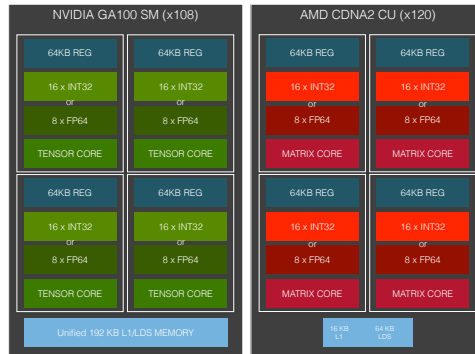 NVIDIA GA100 SM (x108)
64KB REG
16 x INT32
or
8 x FP64
TENSOR CORE
64KB REG
16 x INT32
or
8 x FP64
TENSOR CORE
64KB REG
16 x INT32
or
8 x FP64
TENSOR CORE
64KB REG
16 x INT32
or
8 x FP64
TENSOR CORE
Unified 192 KB L1/LDS MEMORY
AMD CDNA2 CU (x120)
64KB REG
16 x INT32
or
8 x FP64
MATRIX CORE
64KB REG
16 x INT32
or
8 x FP64
MATRIX CORE
64KB REG
16 x INT32
or
8 x FP64
MATRIX CORE
64KB REG
16 x INT32
or
8 x FP64
MATRIX CORE
16 KB
L1
64 KB
LDS